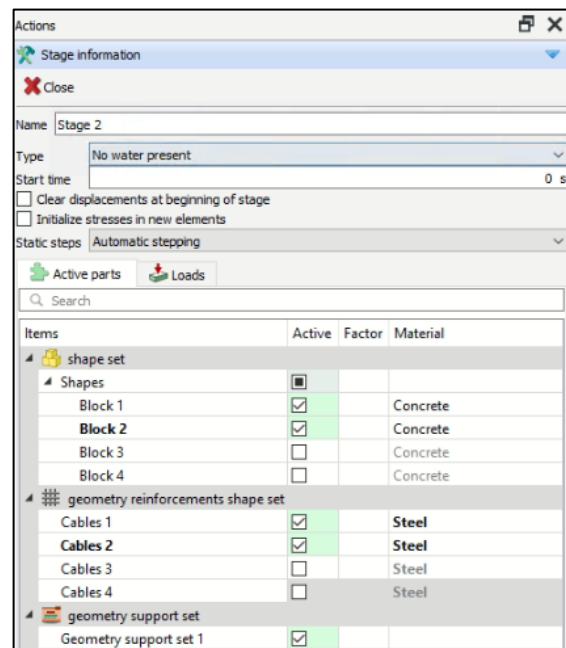 Actions
Stage information
Close
Name Stage 2
Type No water present
Start time 0 s
Clear displacements at beginning of stage
Initialize stresses in new elements
Static steps Automatic stepping
Active parts Loads
Search
Items Active Factor Material
shape set
Shapes
Block 1 Concrete
Block 2 Concrete
Block 3 Concrete
Block 4 Concrete
geometry reinforcements shape set
Cables 1 Steel
Cables 2 Steel
Cables 3 Steel
Cables 4 Steel
geometry support set
Geometry support set 1